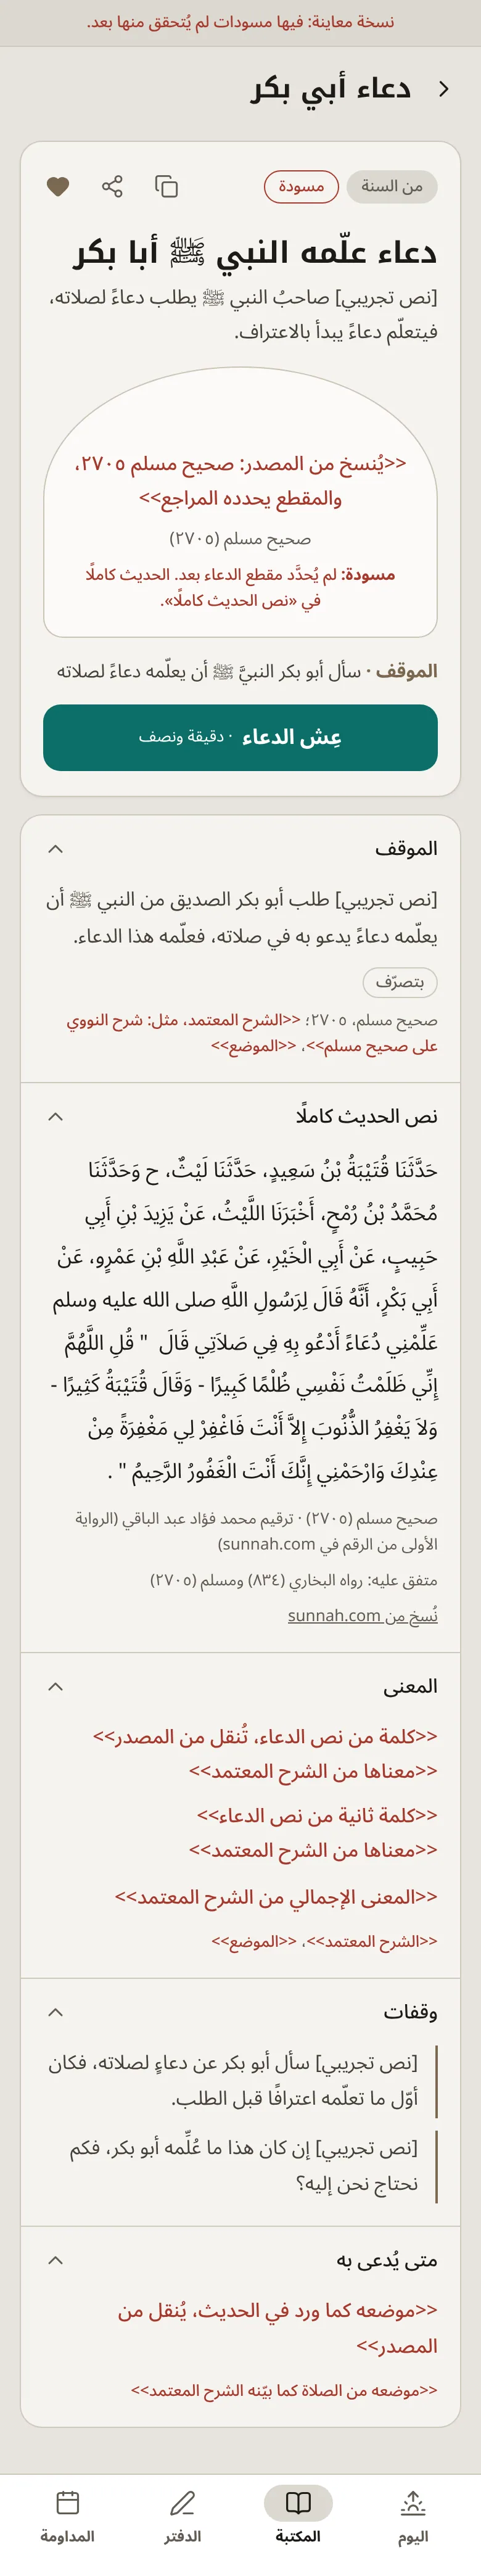 نسخة معاينة: فيها مسودات لم يُتحقق منها بعد.
دعاء أبي بكر
من السنة
مسودة
دعاء علّمه النبي ﷺ أبا بكر
[نص تجريبي] صاحبُ النبي ﷺ يطلب دعاءً لصلاته،
فيتعلّم دعاءً يبدأ بالاعتراف.
<<يُنسخ من المصدر: صحيح مسلم ٢٧٠٥،
والمقطع يحدده المراجع>>
صحيح مسلم (٢٧٠٥)
مسودة: لم يُحدَّد مقطع الدعاء بعد. الحديث كاملًا
في «نص الحديث كاملًا».
الموقف · سأل أبو بكر النبيَّ ﷺ أن يعلّمه دعاءً لصلاته
عِش الدعاء · دقيقة ونصف
الموقف
[نص تجريبي] طلب أبو بكر الصديق من النبي ﷺ أن
يعلّمه دعاءً يدعو به في صلاته، فعلّمه هذا الدعاء.
بتصرّف
صحيح مسلم، ٢٧٠٥؛ <<الشرح المعتمد، مثل: شرح النووي
على صحيح مسلم>>، <<الموضع>>
نص الحديث كاملًا
حَدَّثَنَا قُتَيْبَةُ بْنُ سَعِيدٍ، حَدَّثَنَا لَيْثٌ، ح وَحَدَّثَنَا
مُحَمَّدُ بْنُ رُمْحٍ، أَخْبَرَنَا اللَّيْثُ، عَنْ يَزِيدَ بْنِ أَبِي
حَبِيبٍ، عَنْ أَبِي الْخَيْرِ، عَنْ عَبْدِ اللَّهِ بْنِ عَمْرٍو، عَنْ
أَبِي بَكْرٍ، أَنَّهُ قَالَ لِرَسُولِ اللَّهِ صلى الله عليه وسلم
عَلِّمْنِي دُعَاءً أَدْعُو بِهِ فِي صَلاَتِي قَالَ " قُلِ اللَّهُمَّ
إِنِّي ظَلَمْتُ نَفْسِي ظُلْمًا كَبِيرًا - وَقَالَ قُتَيْبَةُ كَثِيرًا -
وَلاَ يَغْفِرُ الذُّنُوبَ إِلاَّ أَنْتَ فَاغْفِرْ لِي مَغْفِرَةً مِنْ
عِنْدِكَ وَارْحَمْنِي إِنَّكَ أَنْتَ الْغَفُورُ الرَّحِيمُ " .
صحيح مسلم (٢٧٠٥) · ترقيم محمد فؤاد عبد الباقي (الرواية
الأولى من الرقم في sunnah.com)
متفق عليه: رواه البخاري (٨٣٤) ومسلم (٢٧٠٥)
نُسخ من sunnah.com
المعنى
<<كلمة من نص الدعاء، تُنقل من المصدر>>
<<معناها من الشرح المعتمد>>
<<كلمة ثانية من نص الدعاء>>
<<معناها من الشرح المعتمد>>
<<المعنى الإجمالي من الشرح المعتمد>>
<<الشرح المعتمد>>، <<الموضع>>
وقفات
[نص تجريبي] سأل أبو بكر عن دعاءٍ لصلاته، فكان
أوّل ما تعلّمه اعترافًا قبل الطلب.
[نص تجريبي] إن كان هذا ما عُلِّمه أبو بكر، فكم
نحتاج نحن إليه؟
متى يُدعى به
<<موضعه كما ورد في الحديث، يُنقل من
المصدر>>
<<موضعه من الصلاة كما بيّنه الشرح المعتمد>>
اليوم
المكتبة
الدفتر
المداومة